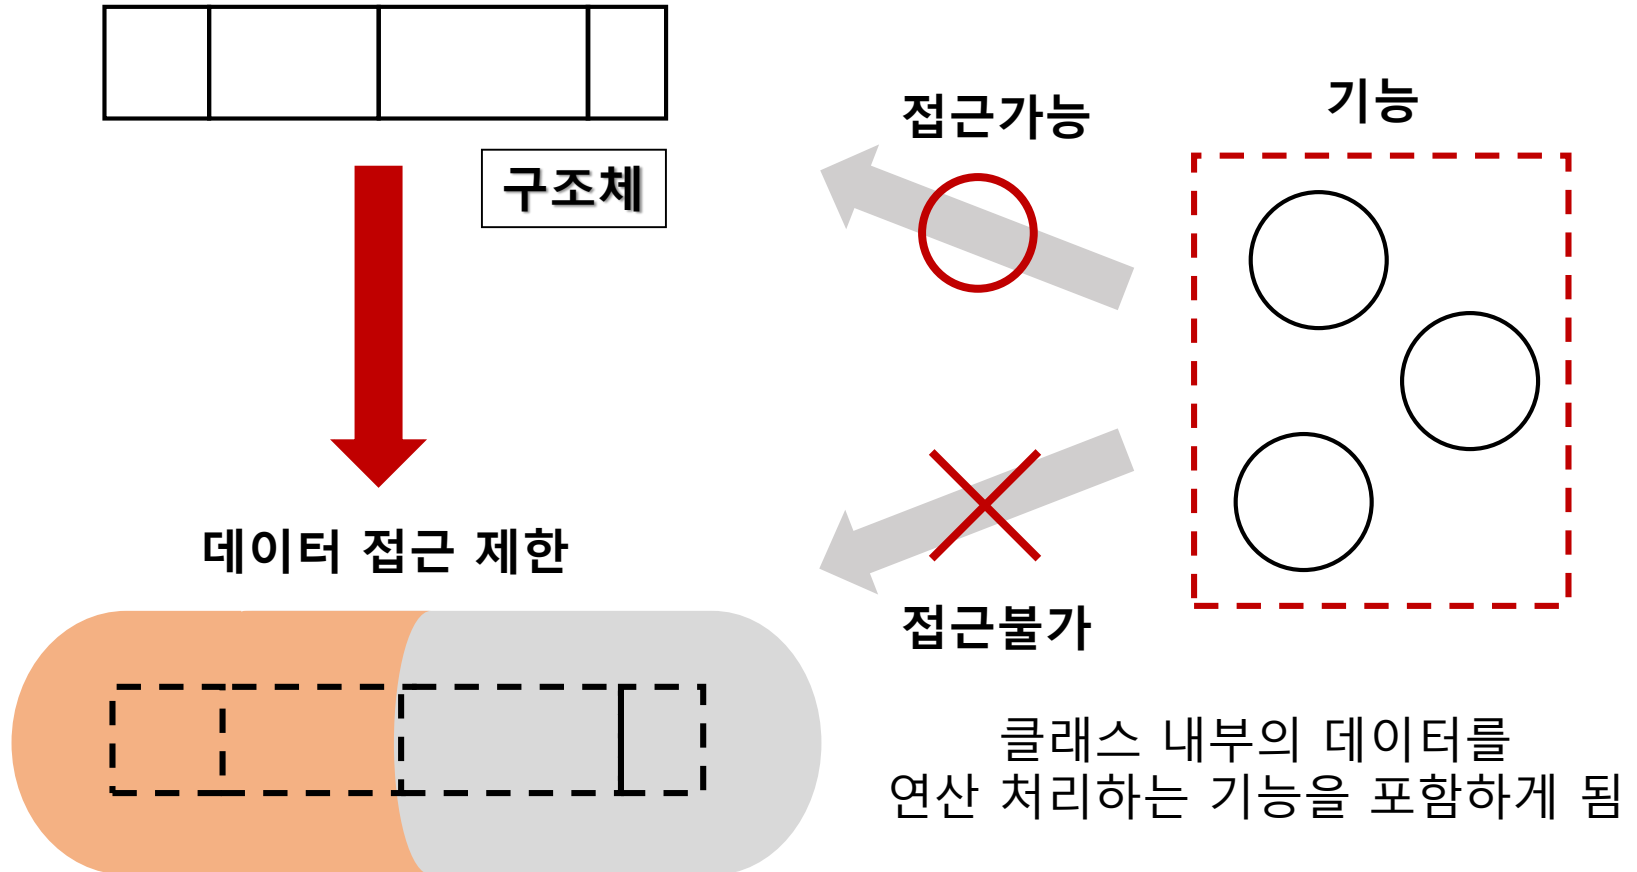 구조체
접근가능
기능
데이터 접근 제한
접근불가
클래스 내부의 데이터를
연산 처리하는 기능을 포함하게 됨